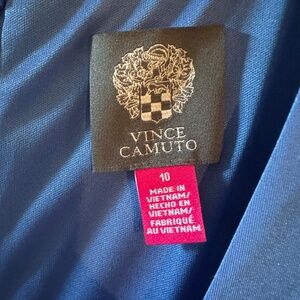 VINCE
CAMUTO
10
MADE IN
VIETNAM/
HECHO EN
VIETNAM/
FABRIQUÉ
AU VIETNAM